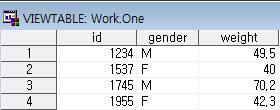 VIEWTABLE: Work.One
id gender weight
1 1234 M 49,5
2 1537 F 40
3 1745 M 70,2
4 1955 F 42,3